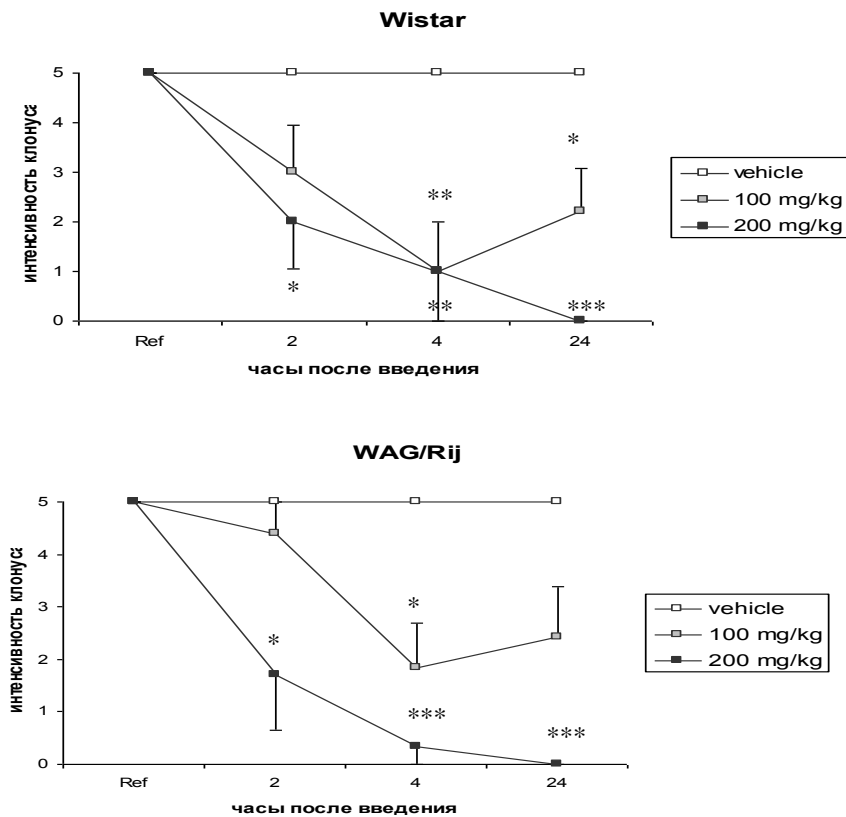 Wistar
интенсивность клонуса
5
4
3
2
1
0
*
**
*
*
**
***
Ref
2
4
24
часы после введения
vehicle
100 mg/kg
200 mg/kg
WAG/Rij
интенсивность клонуса
5
4
3
2
1
0
*
*
***
***
Ref
2
4
24
часы после введения
vehicle
100 mg/kg
200 mg/kg